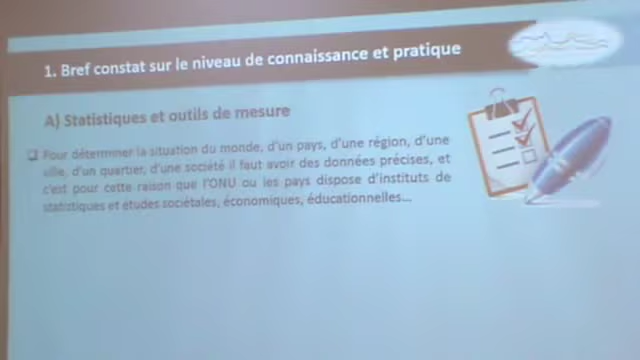 1. Bref constat sur le niveau de connaissance et pratique
A) Statistiques et outils de mesure
Pour déterminer la situation du monde, d'un pays, d'une région, d'une
ville, d'un quartier, d'une société il faut avoir des données précises, et
c'est pour cette raison que l'ONU ou les pays dispose d'instituts de
statistiques et etudes sociétales, économiques, éducationnelles...